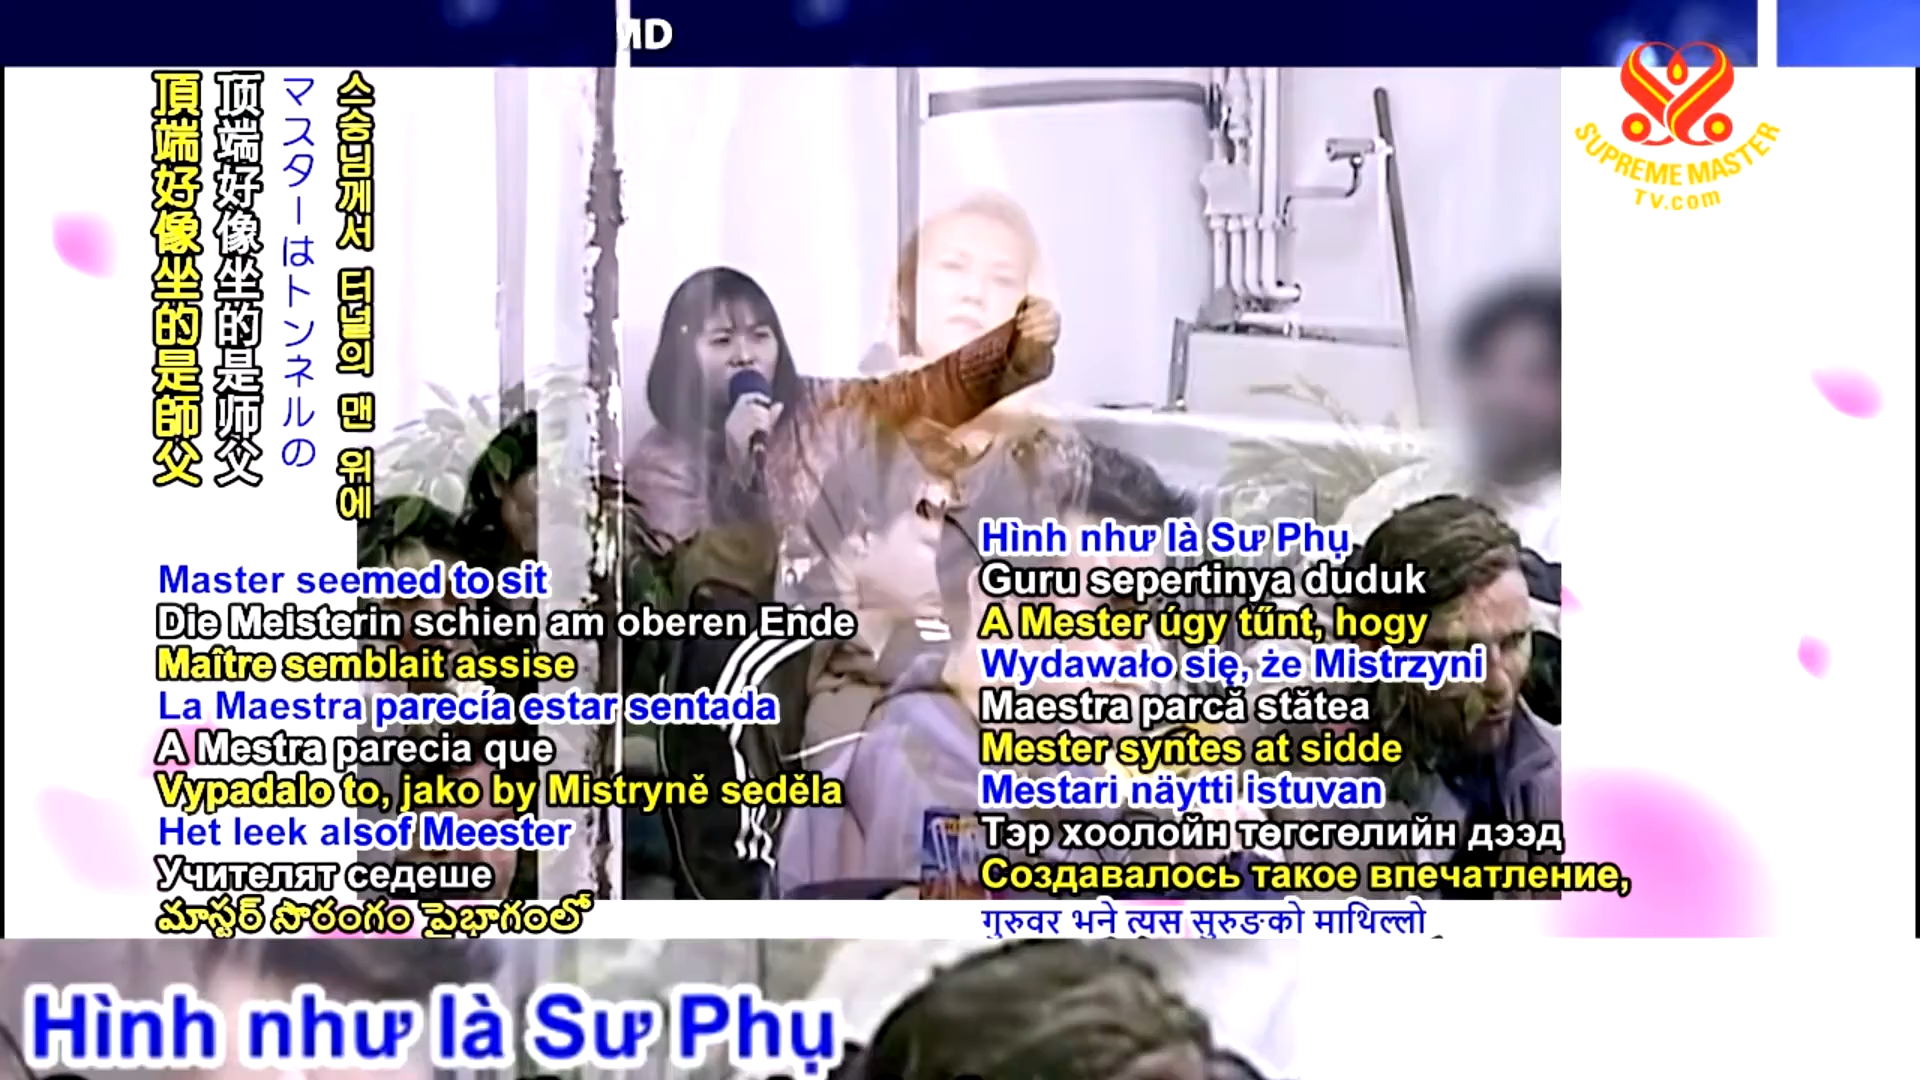 MD
SUPREME MASTER
TV.com
스승님께서 터널의 맨 위에
マスターはトンネルの
顶端好像坐的是师父
頂端好像坐的是師父
Master seemed to sit
Die Meisterin schien am oberen Ende
Maître semblait assise
La Maestra parecía estar sentada
A Mestra parecia que
Vypadalo to, jako by Mistryně seděla
Het leek alsof Meester
Учителят седеше
మాస్టర్ సొరంగం పైభాగంలో
Hình như là Sư Phụ
Guru sepertinya duduk
A Mester úgy tűnt, hogy
Wydawało się, że Mistrzyni
Maestra parcă stătea
Mester syntes at sidde
Mestari näytti istuvan
Тэр хоолойн төгсгөлийн дээд
Создавалось такое впечатление,
गुरुवर भने त्यस सुरुङको माथिल्लो
Hình như là Sư Phụ